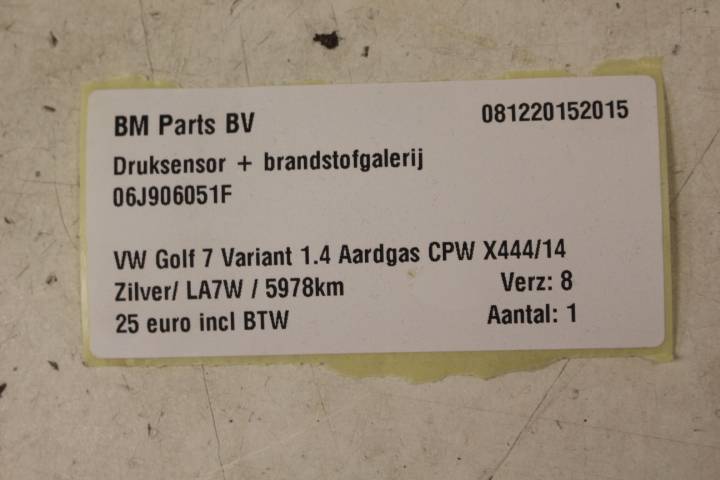 BM Parts BV 081220152015
Druksensor + brandstofgalerij
06J906051F
VW Golf 7 Variant 1.4 Aardgas CPW X444/14
Zilver/ LA7W / 5978km Verz: 8
25 euro incl BTW Aantal: 1